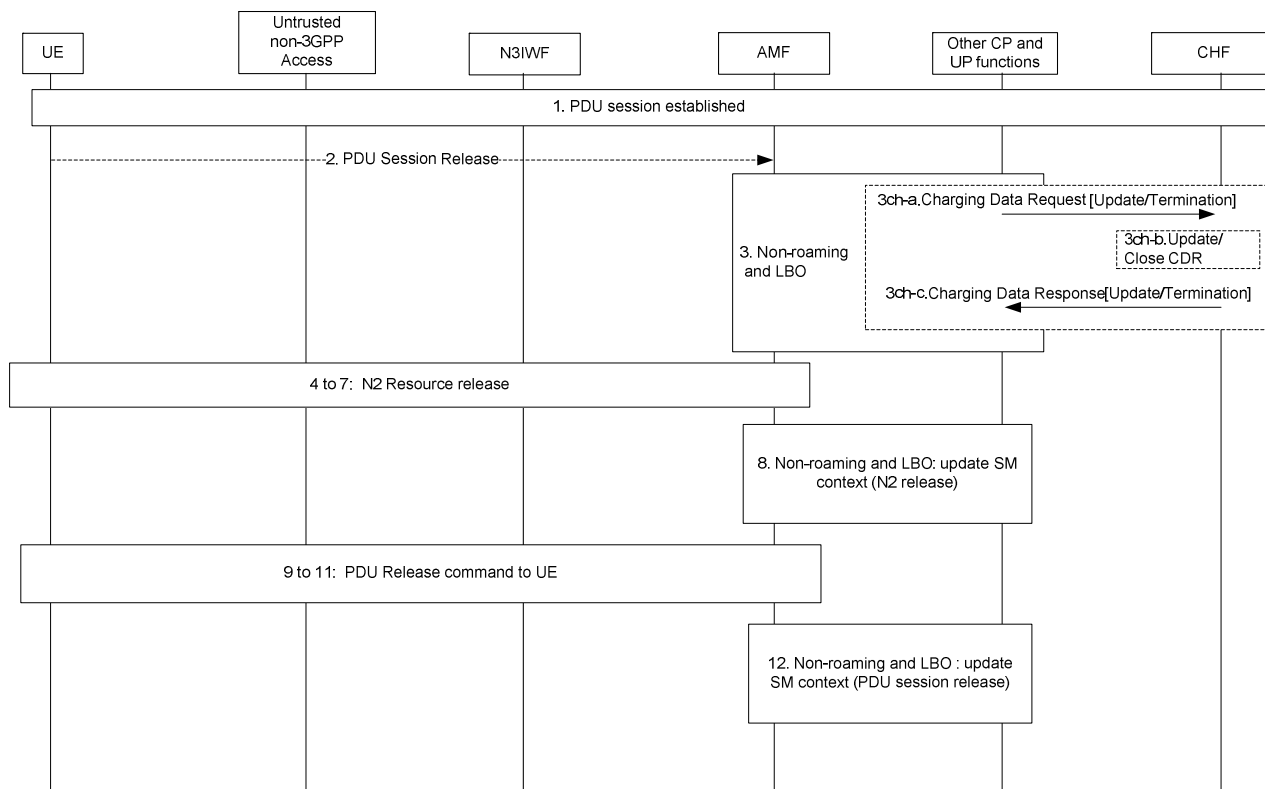 UE
Untrusted
non-3GPP
Access
N3IWF
AMF
Other CP and
UP functions
CHF
1. PDU session established
2. PDU Session Release
3ch-a.Charging Data Request [Update/Termination]
3. Non-roaming
and LBO
3ch-b.Update/
Close CDR
3ch-c.Charging Data Response[Update/Termination]
4 to 7: N2 Resource release
8. Non-roaming and LBO: update SM
context (N2 release)
9 to 11: PDU Release command to UE
12. Non-roaming and LBO : update
SM context (PDU session release)